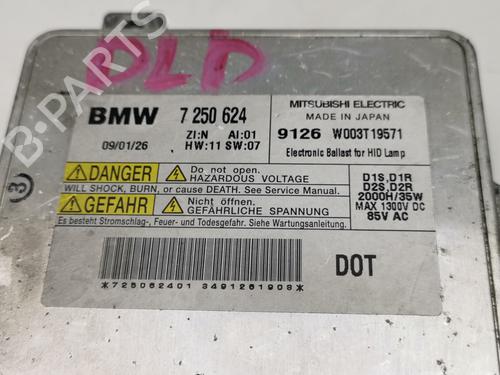 DLD
BMW 7 250 624
09/01/26 ZI:N AI:01
HW:11 SW:07
MITSUBISHI ELECTRIC
MADE IN JAPAN
9126 W003T19571
Electronic Ballast for HID Lamp
DANGER Do not open.
HAZARDOUS VOLTAGE
WILL SHOCK, BURN, or cause DEATH. See Service Manual.
GEFAHR Nicht öffnen.
GEFÄHRLICHE SPANNUNG
Es besteht Stromschlag-, Feuer- und Todesgefahr. Siehe Wartungsanleitung.
D1S,D1R
D2S,D2R
2000H/35W
MAX 1300V DC
85V AC
*725062401 3491261908*
DOT
3